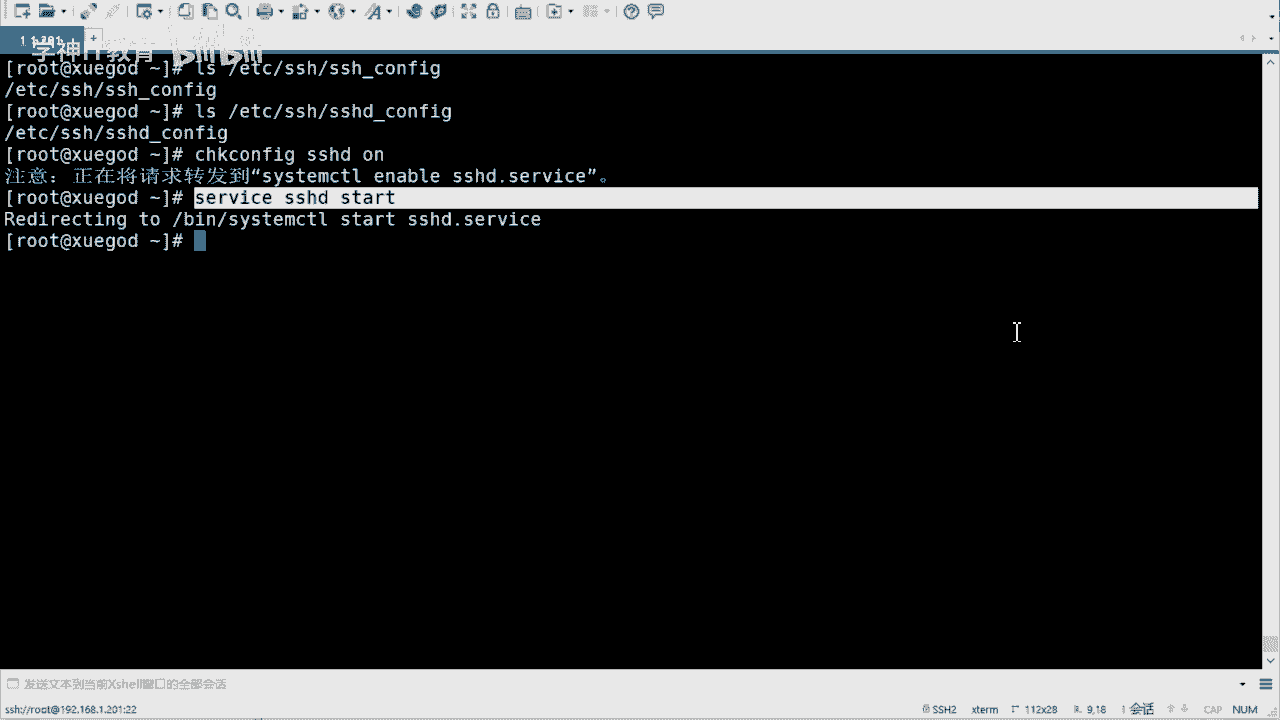 1 1.201
学神IT教育 bilibili
[root@xuegod ~]# ls /etc/ssh/ssh_config
/etc/ssh/ssh_config
[root@xuegod ~]# ls /etc/ssh/sshd_config
/etc/ssh/sshd_config
[root@xuegod ~]# chkconfig sshd on
注意：正在将请求转发到“systemctl enable sshd.service”。
[root@xuegod ~]# service sshd start
Redirecting to /bin/systemctl start sshd.service
[root@xuegod ~]#
发送文本到当前Xshell窗口的全部会话
ssh://root@192.168.1.201:22 SSH2 xterm 112x28 9,18 1 会话 CAP NUM